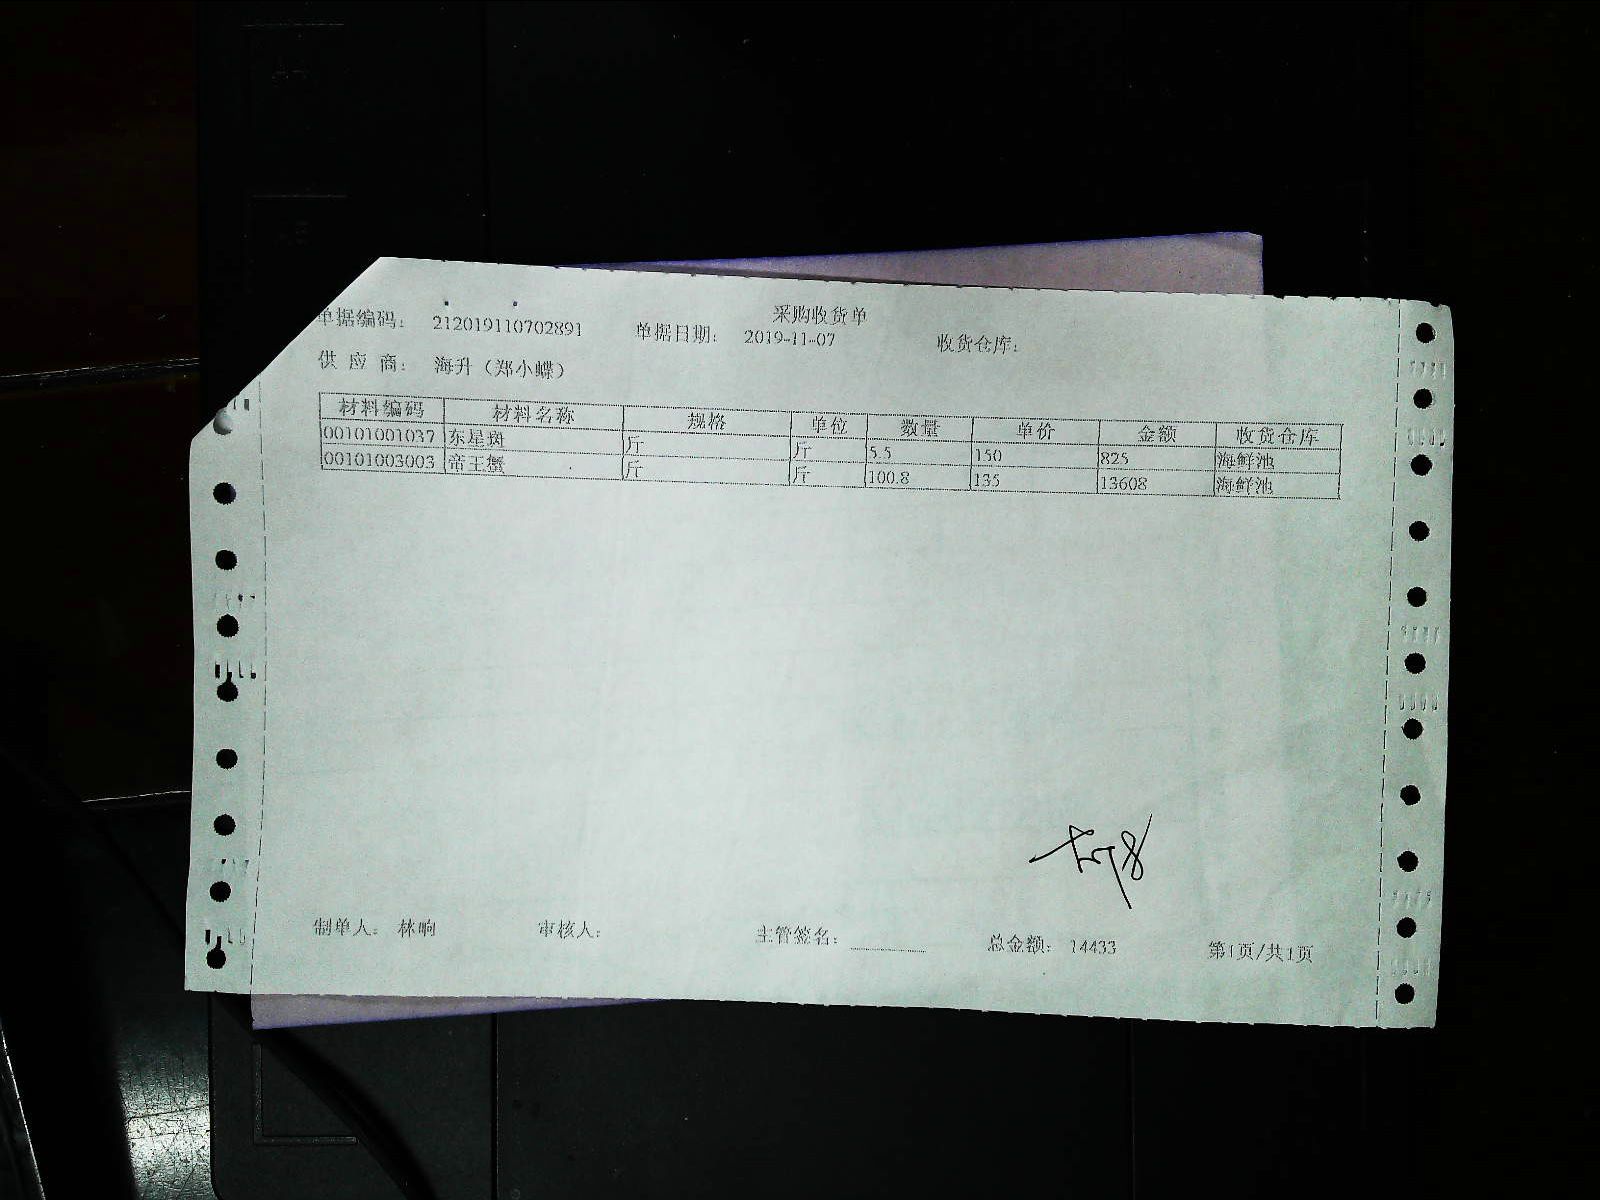 采购收货单
单据编码： 212019110702891 单据日期： 2019-11-07 收货仓库：
供 应 商： 海升（郑小蝶）
材料编码 材料名称 规格 单位 数量 单价 金额 收货仓库
00101001037 东星斑 斤 斤 5.5 150 825 海鲜池
00101003003 帝王蟹 斤 斤 100.8 135 13608 海鲜池
制单人： 林响 审核人： 主管签名： 总金额： 14433 第1页/共1页